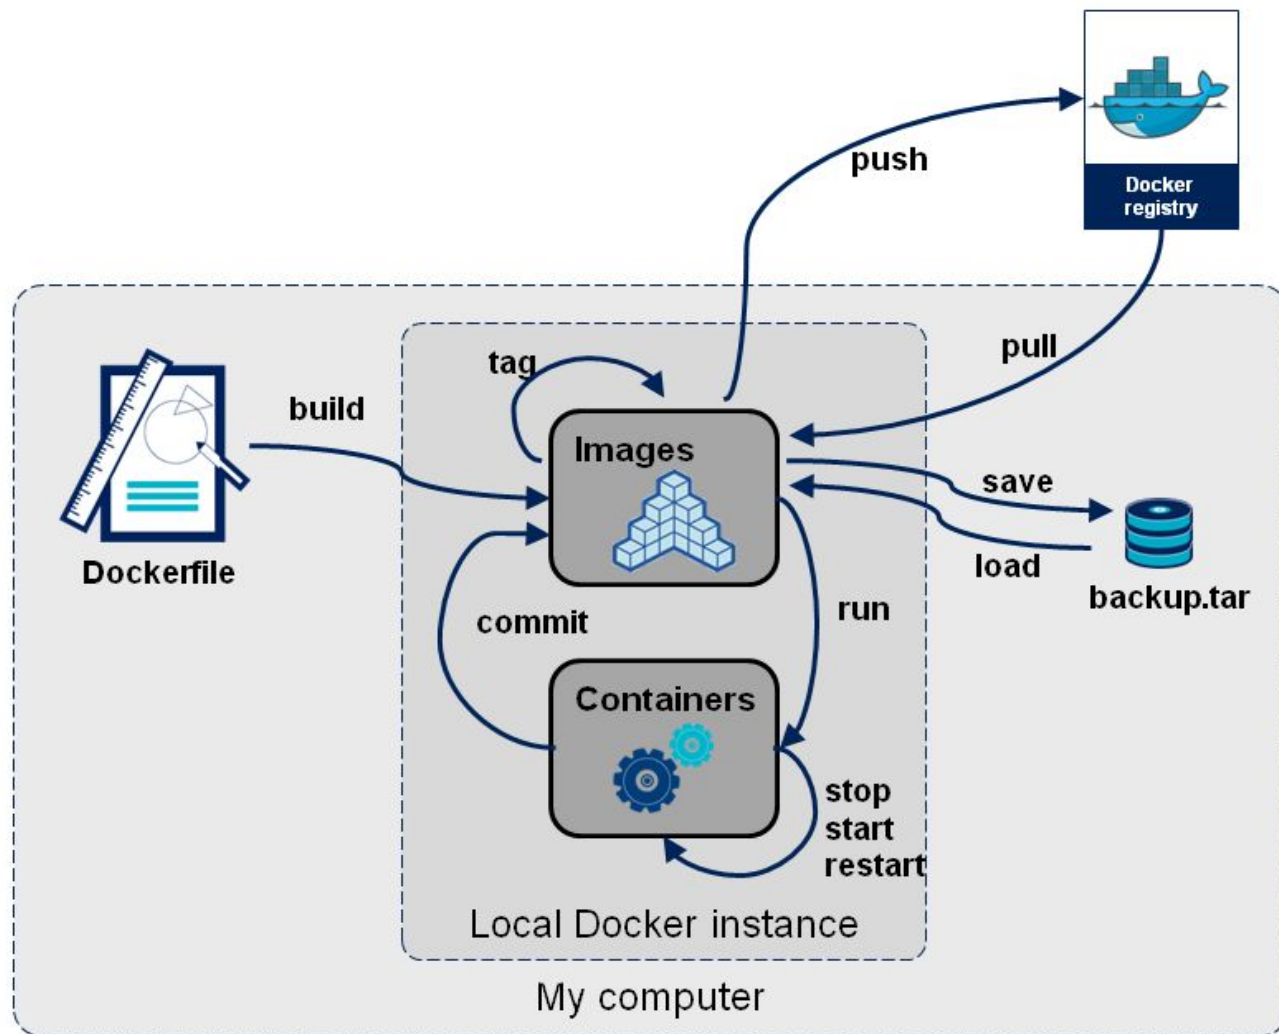 Docker
registry
push
pull
tag
build
Images
save
load
Dockerfile
backup.tar
commit
run
Containers
stop
start
restart
Local Docker instance
My computer